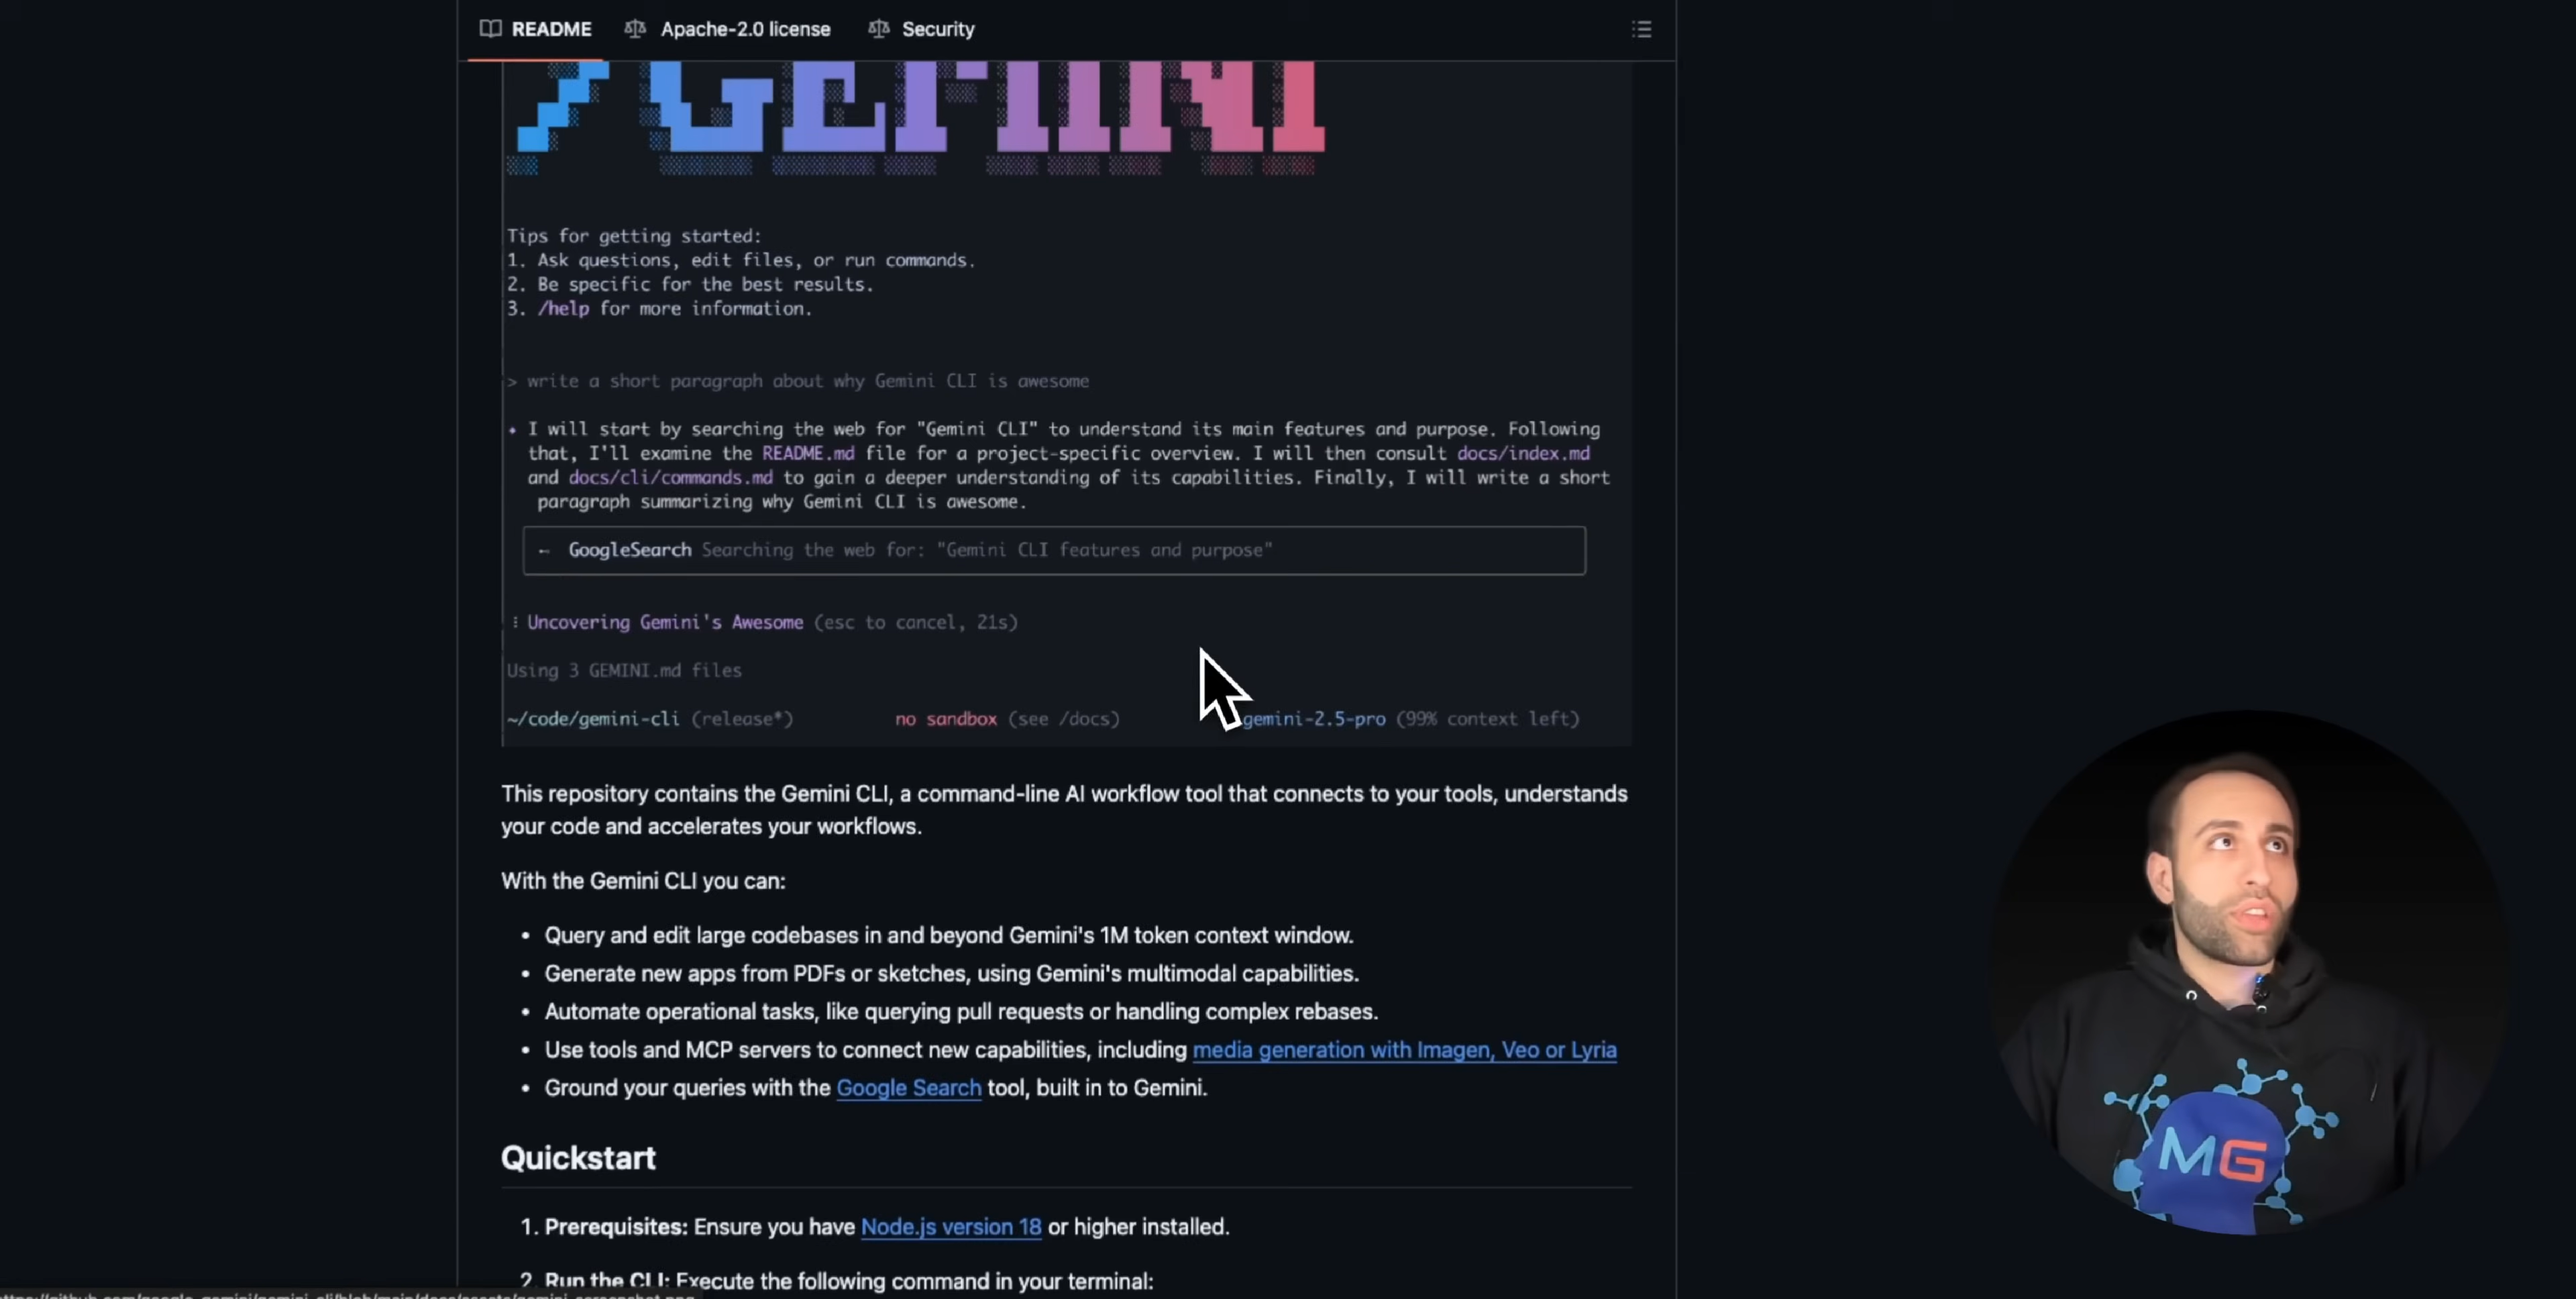 README
Apache-2.0 license
Security
GEMINI
Tips for getting started:
1. Ask questions, edit files, or run commands.
2. Be specific for the best results.
3. /help for more information.
> write a short paragraph about why Gemini CLI is awesome
I will start by searching the web for "Gemini CLI" to understand its main features and purpose. Following
that, I'll examine the README.md file for a project-specific overview. I will then consult docs/index.md
and docs/cli/commands.md to gain a deeper understanding of its capabilities. Finally, I will write a short
paragraph summarizing why Gemini CLI is awesome.
← GoogleSearch Searching the web for: "Gemini CLI features and purpose"
Uncovering Gemini's Awesome (esc to cancel, 21s)
Using 3 GEMINI.md files
~/code/gemini-cli (release*) no sandbox (see /docs) gemini-2.5-pro (99% context left)
This repository contains the Gemini CLI, a command-line AI workflow tool that connects to your tools, understands
your code and accelerates your workflows.
With the Gemini CLI you can:
• Query and edit large codebases in and beyond Gemini's 1M token context window.
• Generate new apps from PDFs or sketches, using Gemini's multimodal capabilities.
• Automate operational tasks, like querying pull requests or handling complex rebases.
• Use tools and MCP servers to connect new capabilities, including media generation with Imagen, Veo or Lyria
• Ground your queries with the Google Search tool, built in to Gemini.
Quickstart
1. Prerequisites: Ensure you have Node.js version 18 or higher installed.
2. Run the CLI: Execute the following command in your terminal:
MG